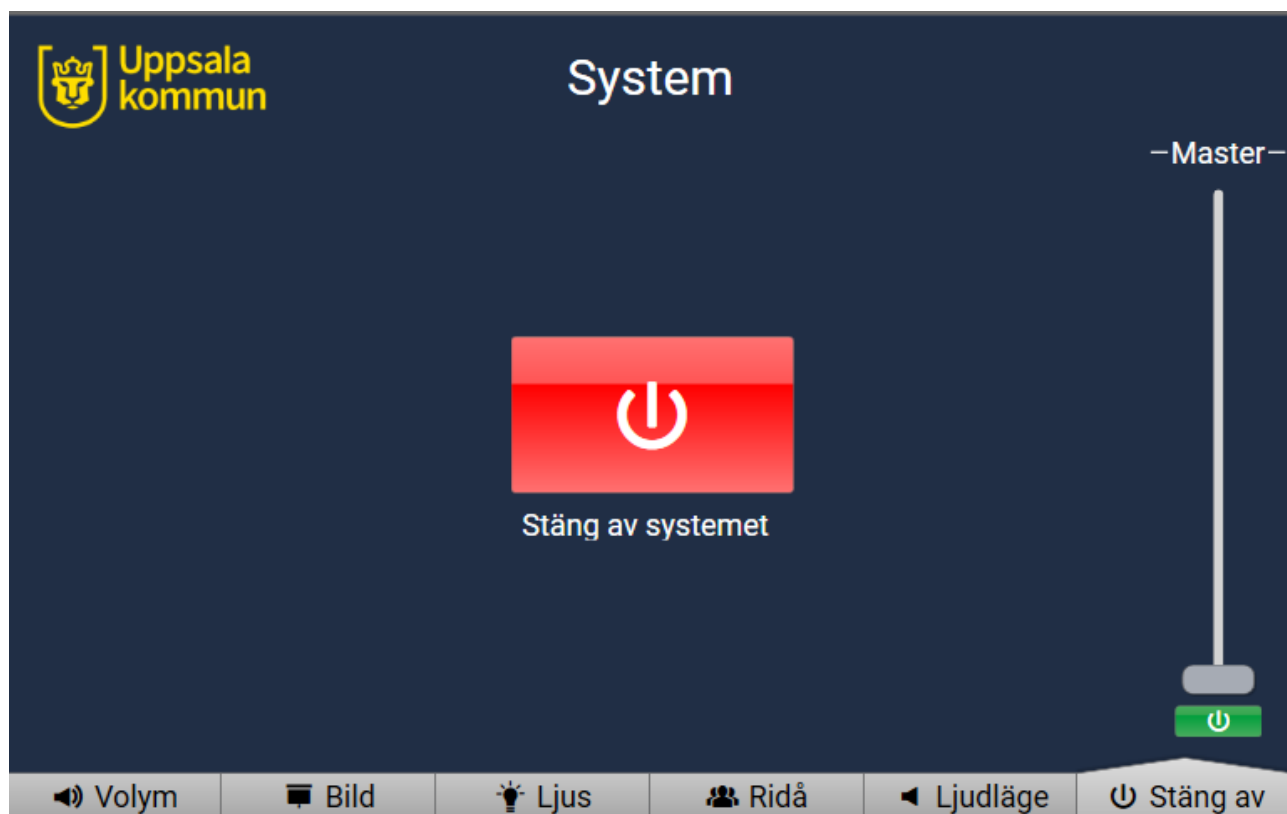 Uppsala
kommun
System
Master
Stäng av systemet
Volym
Bild
Ljus
Ridå
Ljudläge
Stäng av